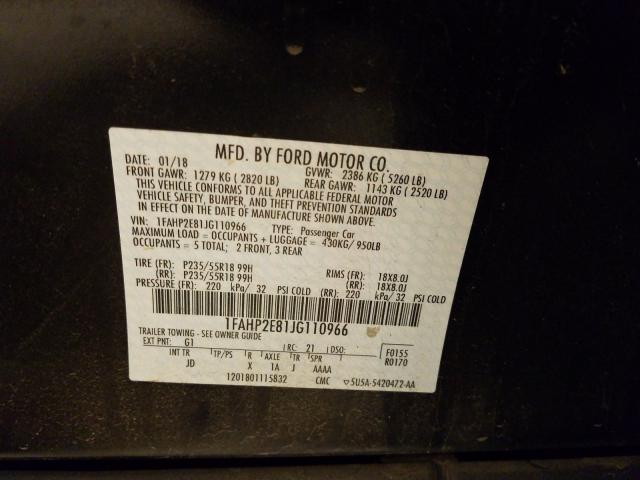 MFD. BY FORD MOTOR CO.
DATE: 01/18 GVWR: 2386 KG ( 5260 LB)
FRONT GAWR: 1279 KG ( 2820 LB) REAR GAWR: 1143 KG ( 2520 LB)
THIS VEHICLE CONFORMS TO ALL APPLICABLE FEDERAL MOTOR
VEHICLE SAFETY, BUMPER, AND THEFT PREVENTION STANDARDS
IN EFFECT ON THE DATE OF MANUFACTURE SHOWN ABOVE.
VIN: 1FAHP2E81JG110966 TYPE: Passenger Car
MAXIMUM LOAD = OCCUPANTS + LUGGAGE = 430KG/ 950LB
OCCUPANTS = 5 TOTAL; 2 FRONT, 3 REAR
TIRE (FR): P235/55R18 99H RIMS (FR): 18X8.0J
(RR): P235/55R18 99H (RR): 18X8.0J
PRESSURE (FR): 220 kPa/ 32 PSI COLD (RR): 220 kPa/ 32 PSI COLD
1FAHP2E81JG110966
TRAILER TOWING - SEE OWNER GUIDE
EXT PNT: G1 RC: 21 DSO: F0155
R0170
INT TR TP/PS R AXLE TR SPR
JD X 1A J AAAA
1201801115832 CMC 5U5A-5420472-AA